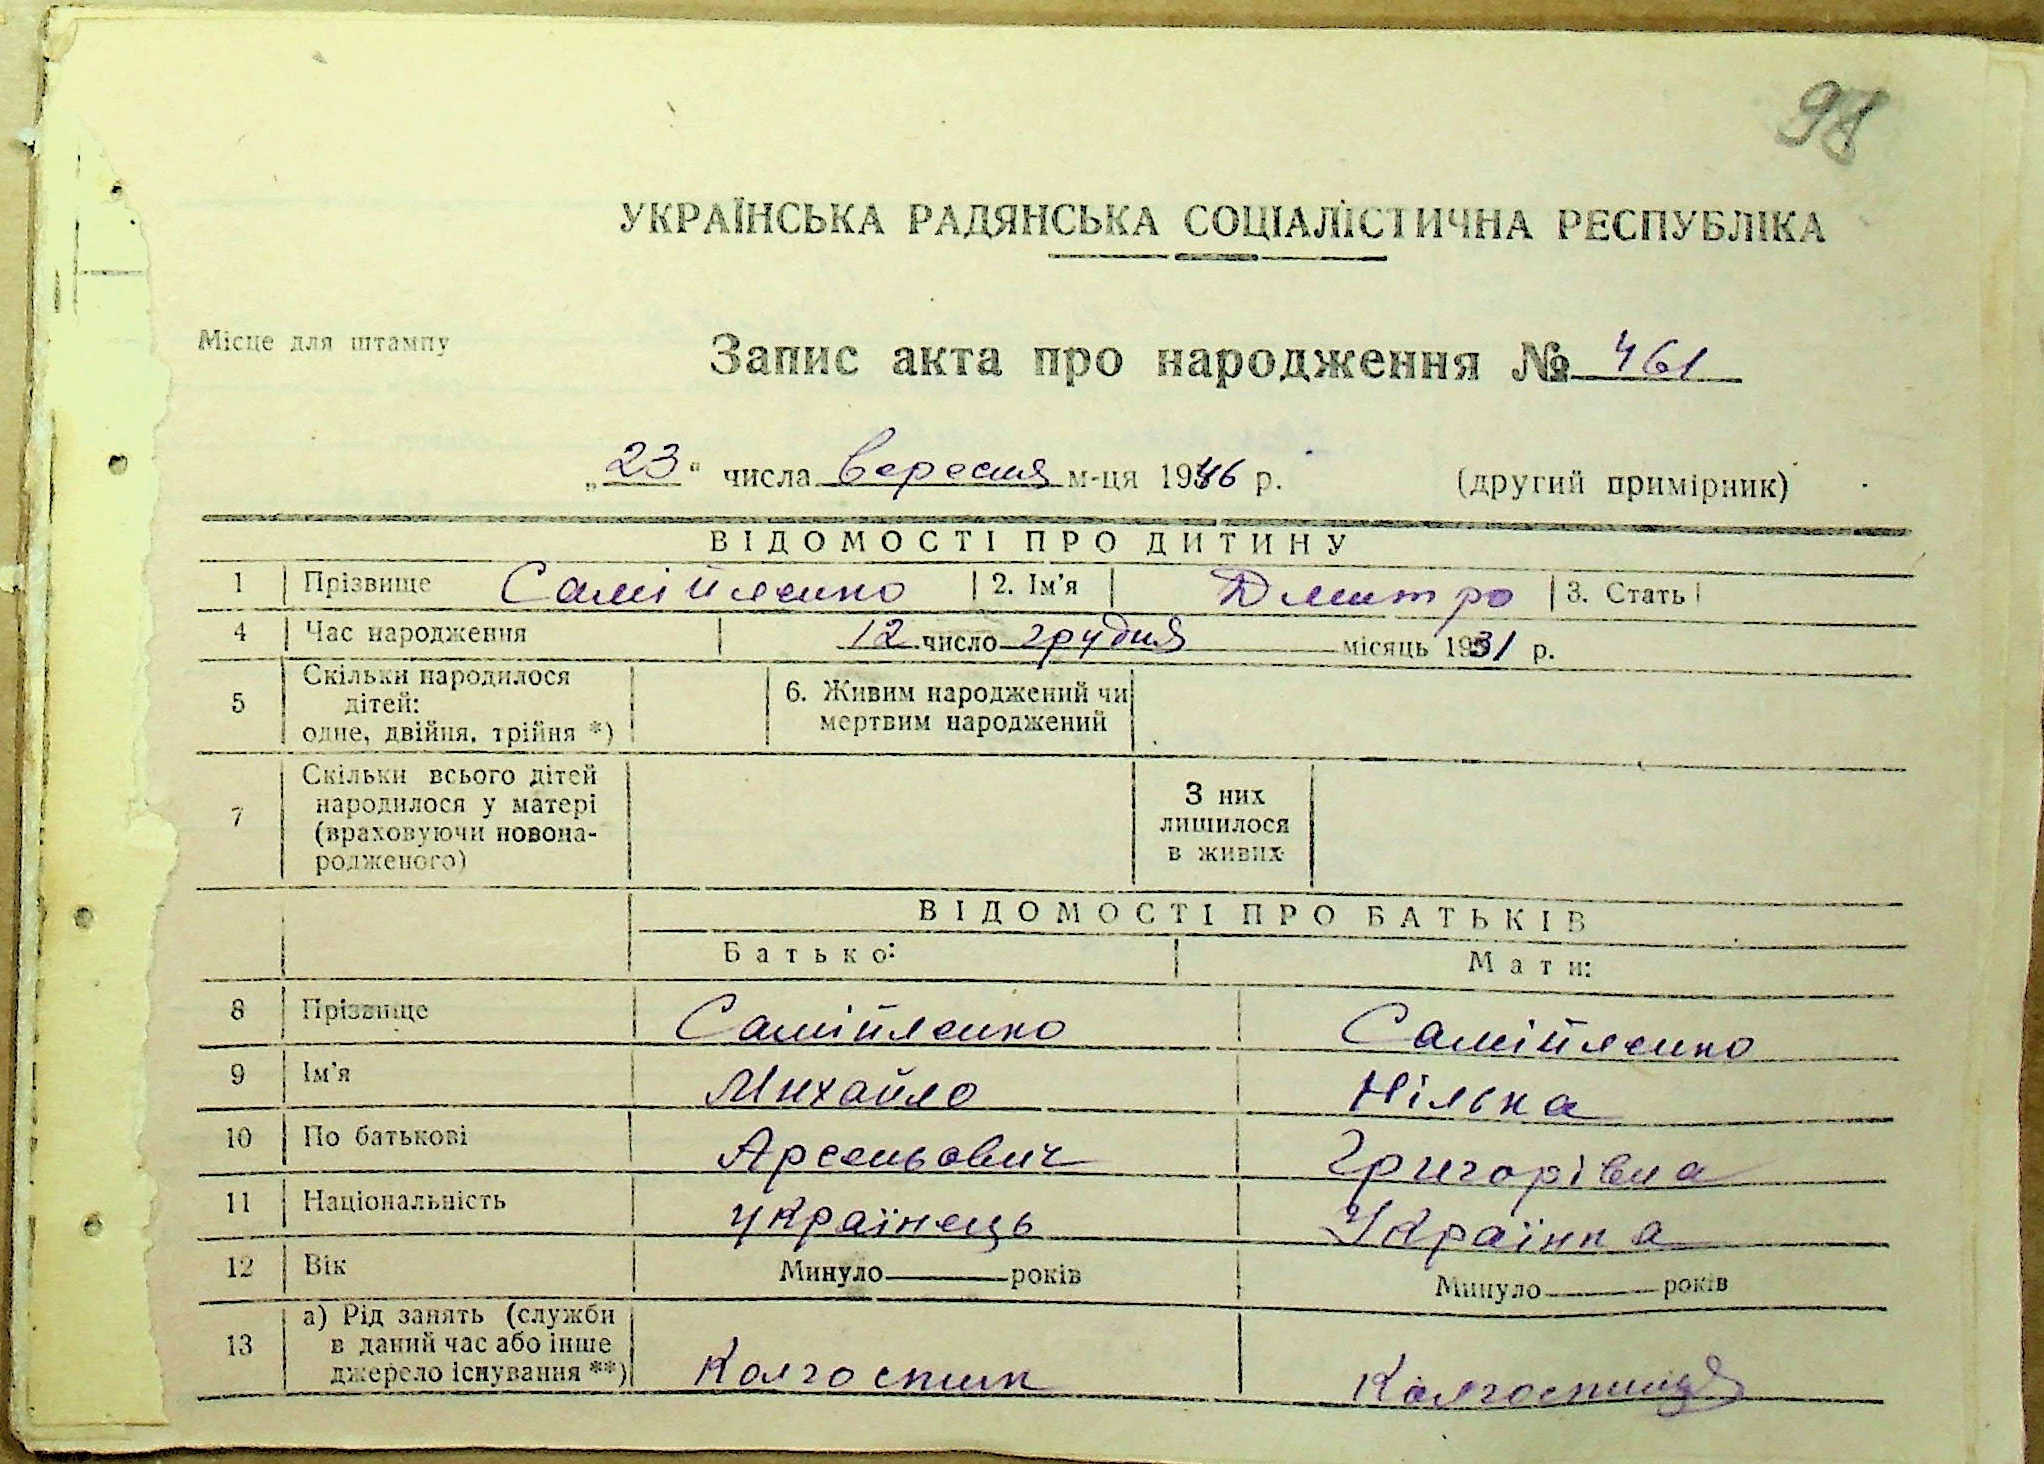 98
УКРАЇНСЬКА РАДЯНСЬКА СОЦІАЛІСТИЧНА РЕСПУБЛІКА
Місце для штампу
Запис акта про народження № 461
„23“ числа вересня м-ця 1946 р. (другий примірник)
ВІДОМОСТІ ПРО ДИТИНУ
1 Прізвище Самійленко 2. Ім'я Дмитро 3. Стать
4 Час народження 12 число грудня місяць 1931 р.
5 Скільки народилося дітей: одне, двійня, трійня *) 6. Живим народжений чи мертвим народжений
7 Скільки всього дітей народилося у матері (враховуючи новона-родженого) З них лишилося в живих
ВІДОМОСТІ ПРО БАТЬКІВ
Батько: Мати:
8 Прізвище Самійленко Самійленко
9 Ім'я Михайло Нілька
10 По батькові Арсеньович Григорівна
11 Національність українець Українка
12 Вік Минуло років Минуло років
13 а) Рід занять (служби в даний час або інше джерело існування **) Колгоспник Колгоспниця